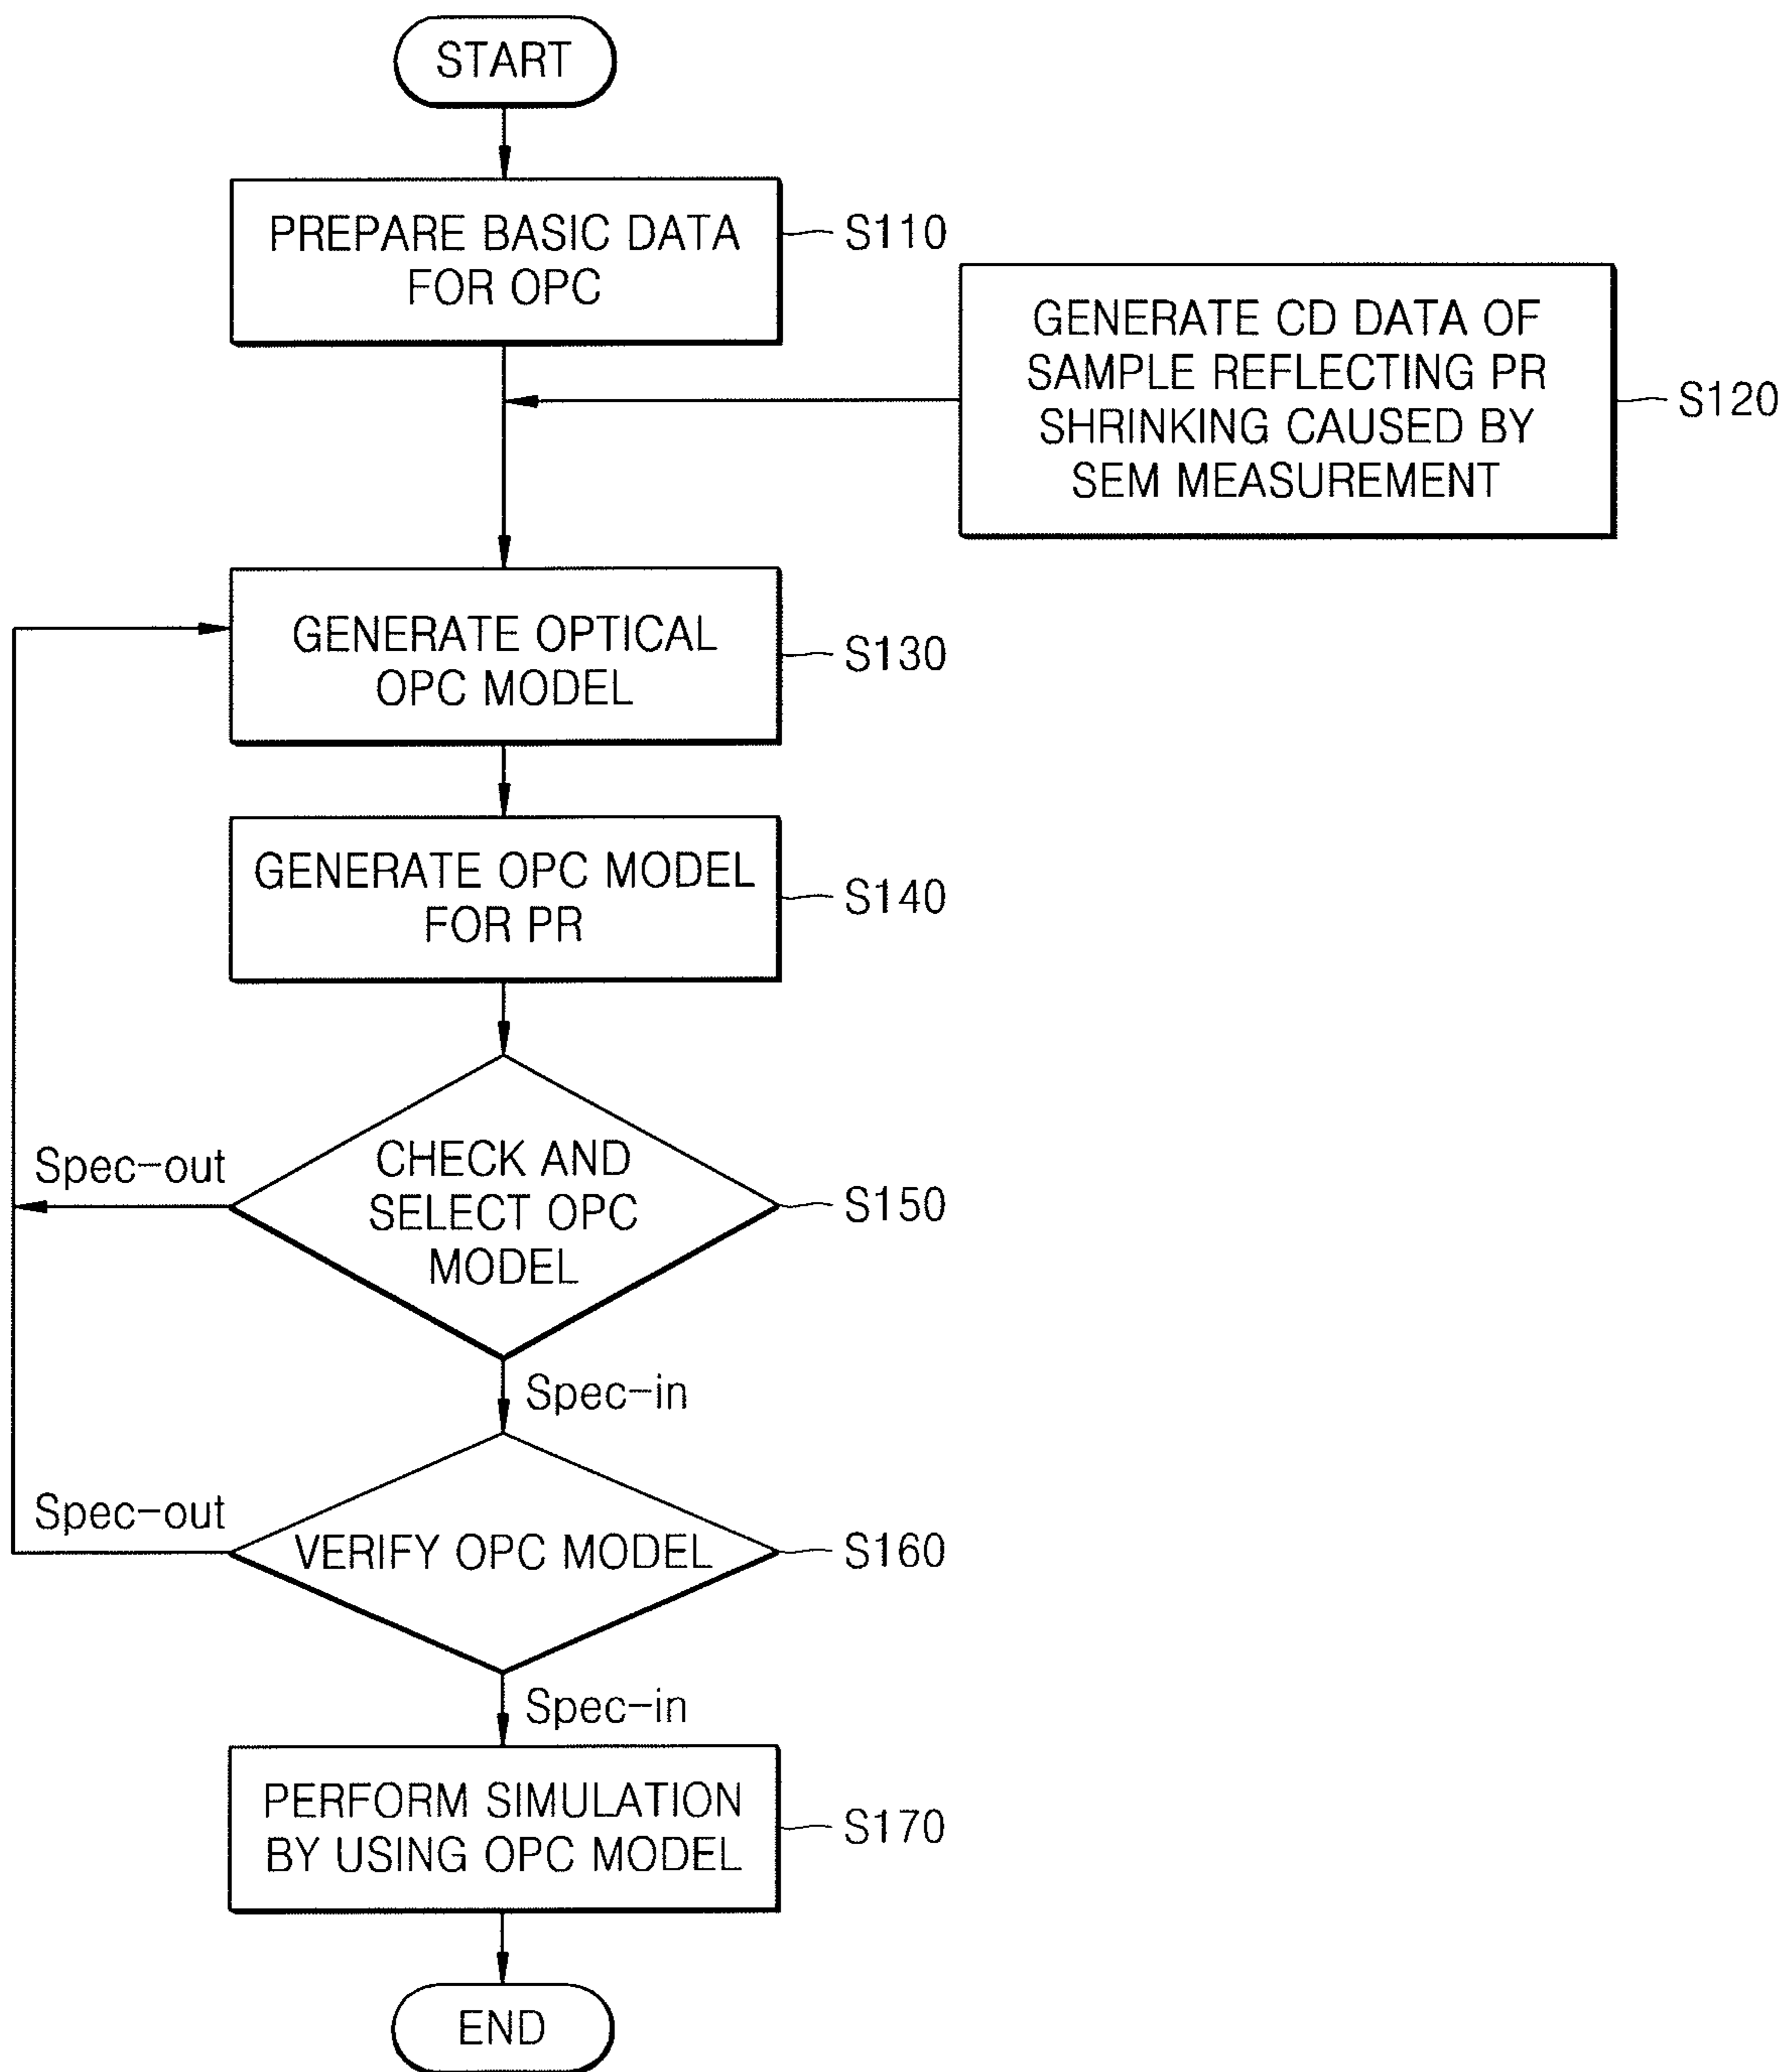 START
PREPARE BASIC DATA
FOR OPC
S110
GENERATE CD DATA OF
SAMPLE REFLECTING PR
SHRINKING CAUSED BY
SEM MEASUREMENT
S120
GENERATE OPTICAL
OPC MODEL
S130
GENERATE OPC MODEL
FOR PR
S140
Spec-out
CHECK AND
SELECT OPC
MODEL
S150
Spec-in
Spec-out
VERIFY OPC MODEL
S160
Spec-in
PERFORM SIMULATION
BY USING OPC MODEL
S170
END